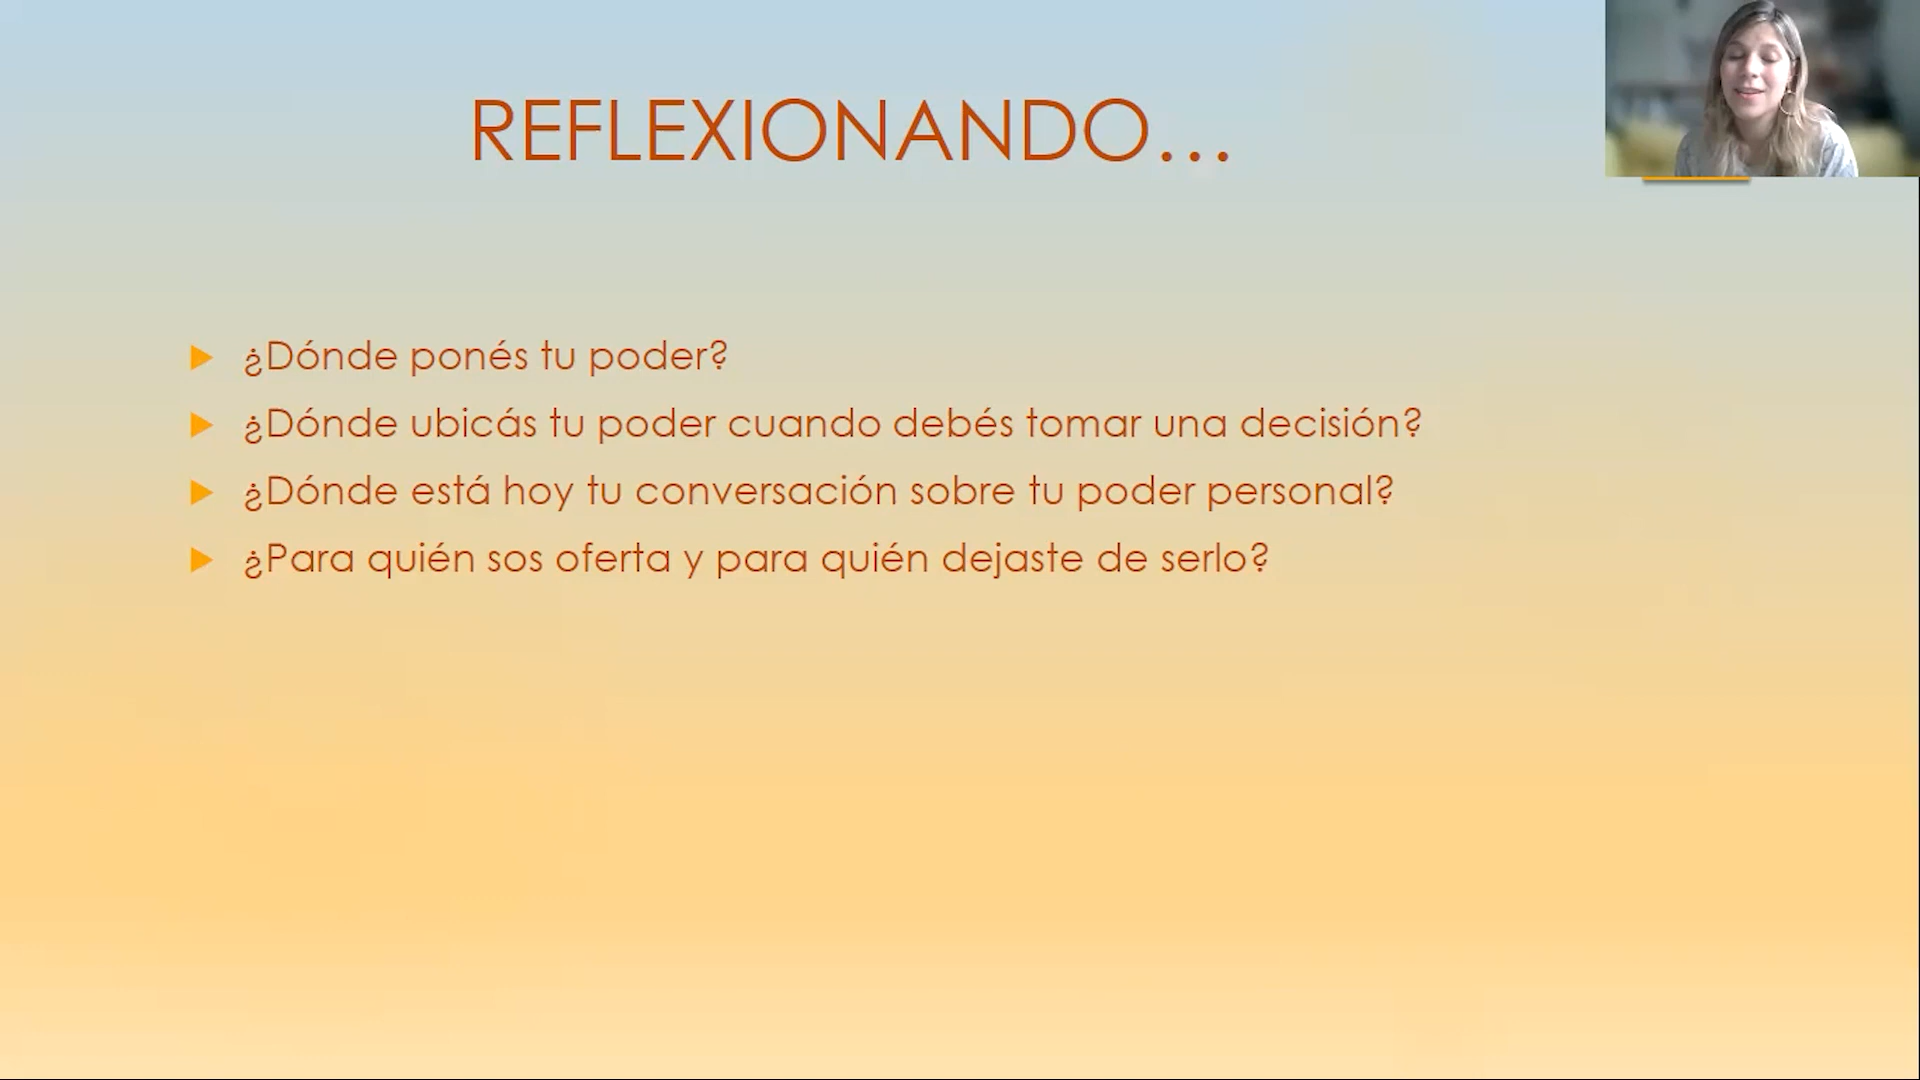 REFLEXIONANDO...
¿Dónde ponés tu poder?
¿Dónde ubicás tu poder cuando debés tomar una decisión?
¿Dónde está hoy tu conversación sobre tu poder personal?
¿Para quién sos oferta y para quién dejaste de serlo?